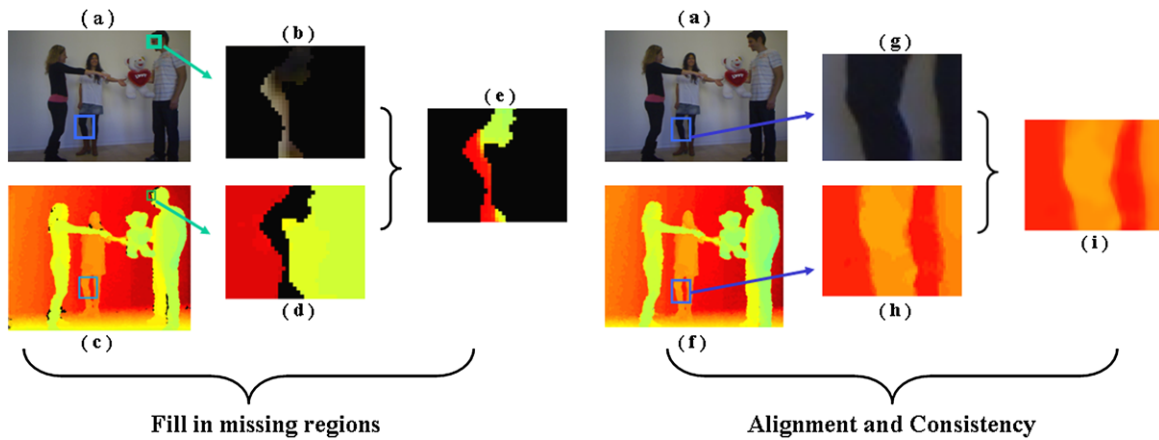 ( a )
( b )
( e )
( c )
( d )
Fill in missing regions
( a )
( g )
( i )
( f )
( h )
Alignment and Consistency